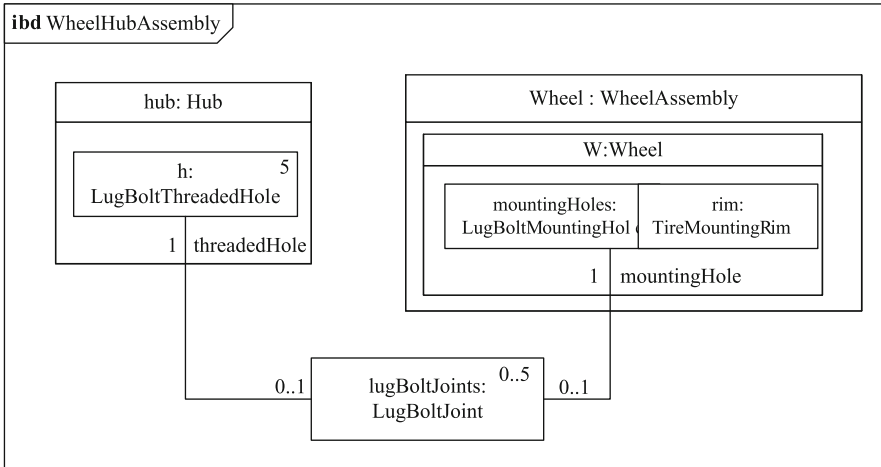 ibd WheelHubAssembly
hub: Hub
h:
5
LugBoltThreadedHole
1 threadedHole
Wheel : WheelAssembly
W:Wheel
mountingHoles:
LugBoltMountingHol
rim:
TireMountingRim
1 mountingHole
0..1
lugBoltJoints:
LugBoltJoint
0..5
0..1